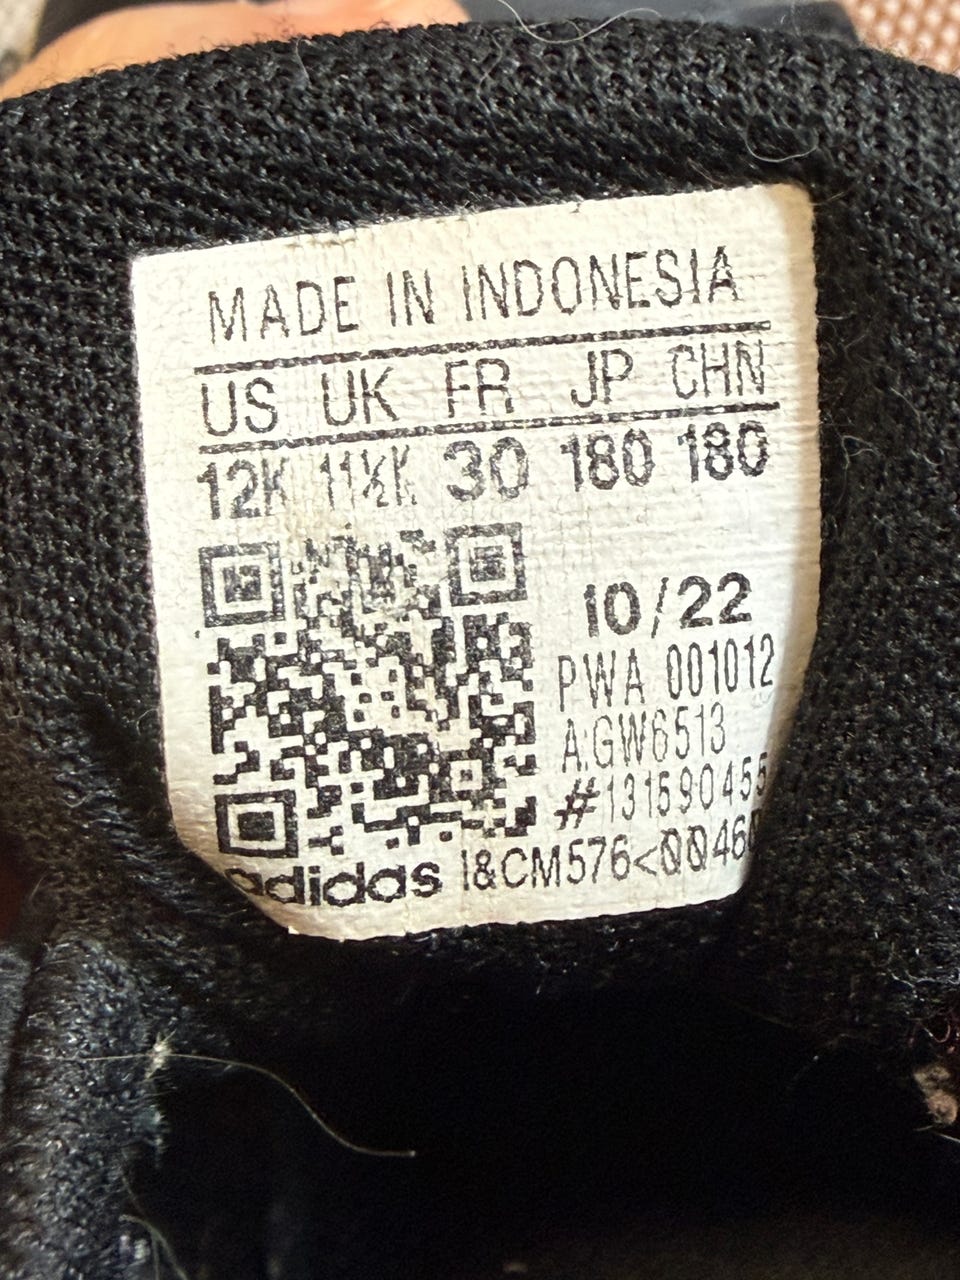 MADE IN INDONESIA
US UK FR JP CHN
12K 11½K 30 180 180
10/22
PWA 001012
A:GW6513
#131590455
adidas I&CM576<00460